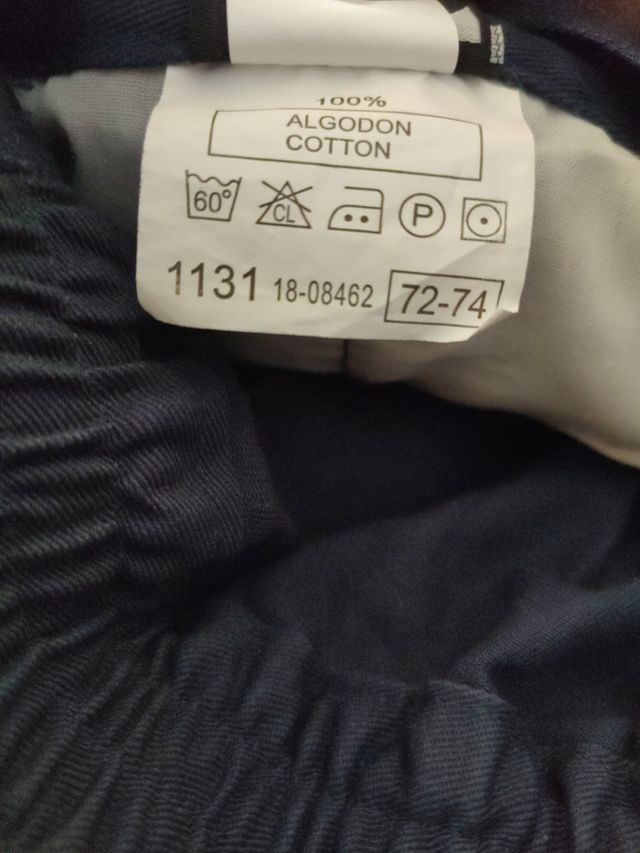 100%
ALGODON
COTTON
60° CL P
1131 18-08462 72-74